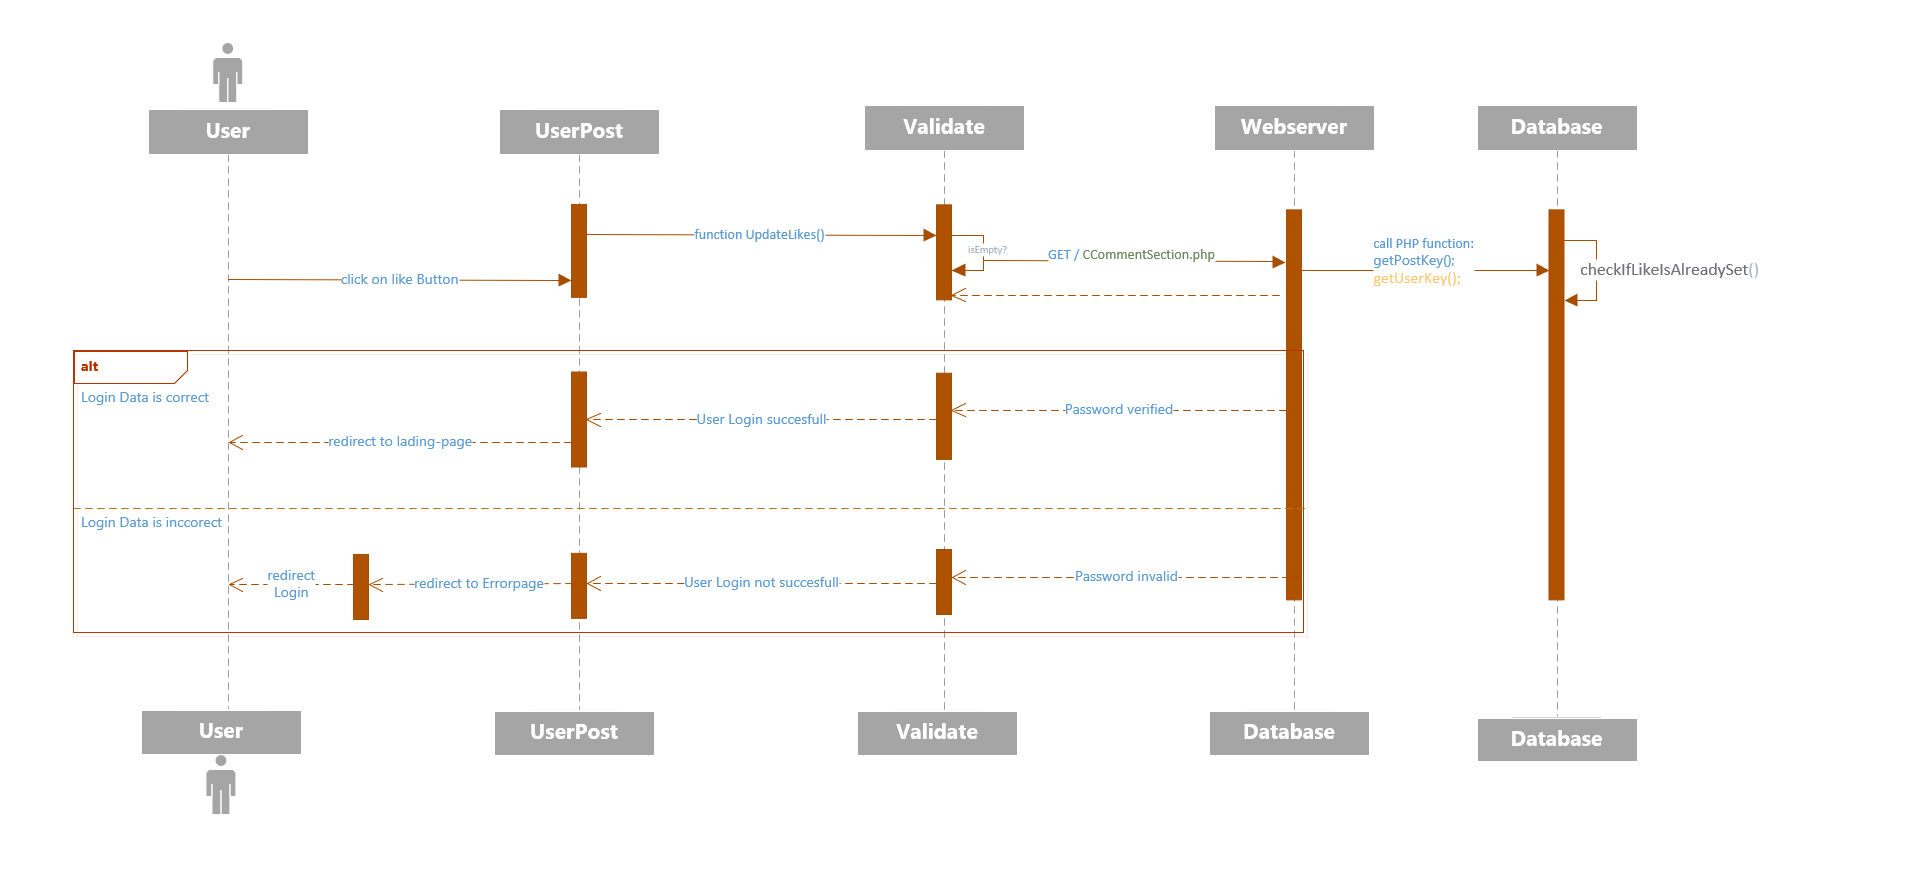 User
UserPost
Validate
Webserver
Database
function UpdateLikes()
isEmpty?
GET / CCommentSection.php
call PHP function:
getPostKey();
getUserKey();
checkIfLikeIsAlreadySet()
click on like Button
alt
Login Data is correct
Password verified
User Login succesfull
redirect to lading-page
Login Data is inccorect
Password invalid
User Login not succesfull
redirect to Errorpage
redirect
Login
User
UserPost
Validate
Database
Database